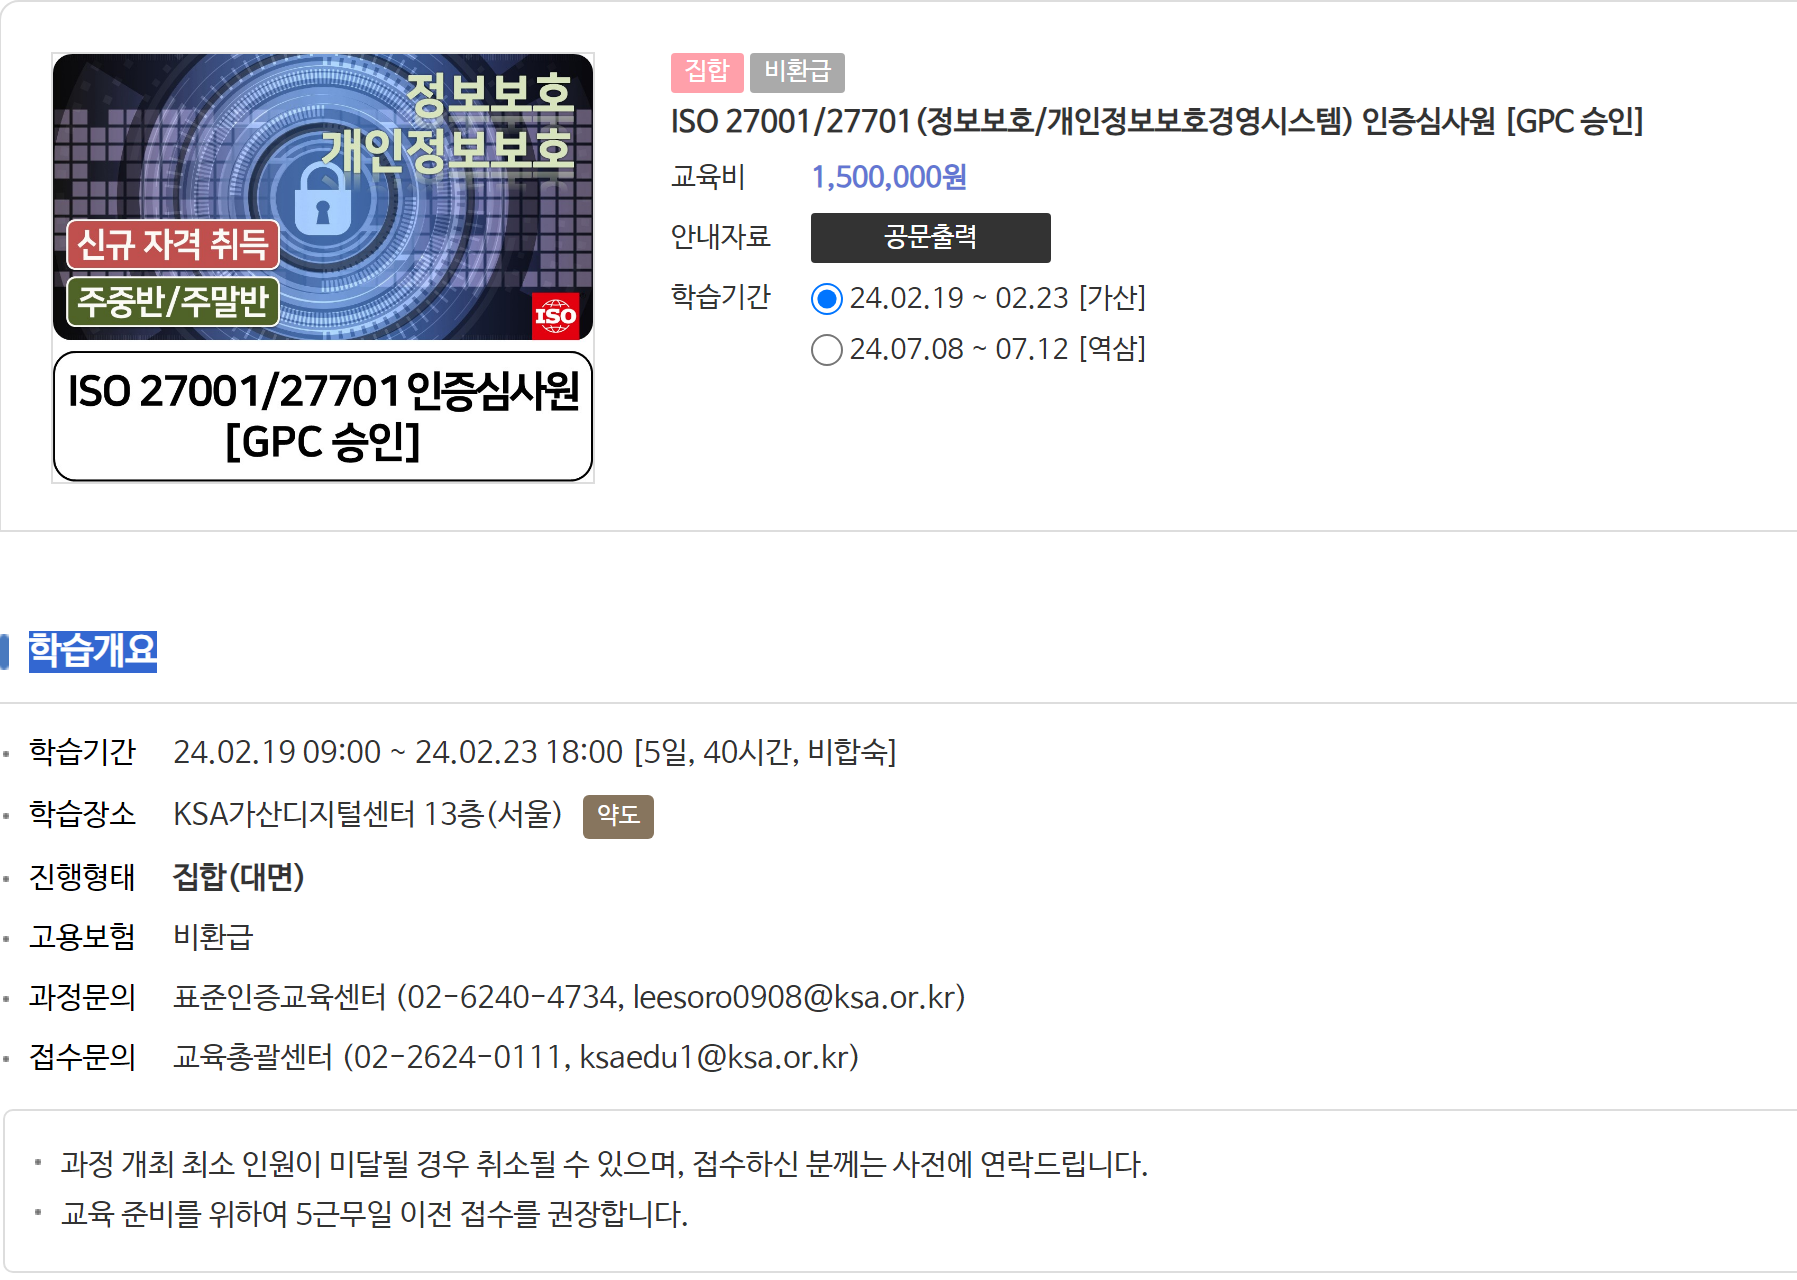 정보보호
개인정보보호
신규 자격 취득
주중반/주말반
ISO
ISO 27001/27701 인증심사원
[GPC 승인]
집합 비환급
ISO 27001/27701(정보보호/개인정보보호경영시스템) 인증심사원 [GPC 승인]
교육비 1,500,000원
안내자료 공문출력
학습기간 24.02.19 ~ 02.23 [가산]
24.07.08 ~ 07.12 [역삼]
학습개요
학습기간 24.02.19 09:00 ~ 24.02.23 18:00 [5일, 40시간, 비합숙]
학습장소 KSA가산디지털센터 13층(서울) 약도
진행형태 집합(대면)
고용보험 비환급
과정문의 표준인증교육센터 (02-6240-4734, leesoro0908@ksa.or.kr)
접수문의 교육총괄센터 (02-2624-0111, ksaedu1@ksa.or.kr)
과정 개최 최소 인원이 미달될 경우 취소될 수 있으며, 접수하신 분께는 사전에 연락드립니다.
교육 준비를 위하여 5근무일 이전 접수를 권장합니다.